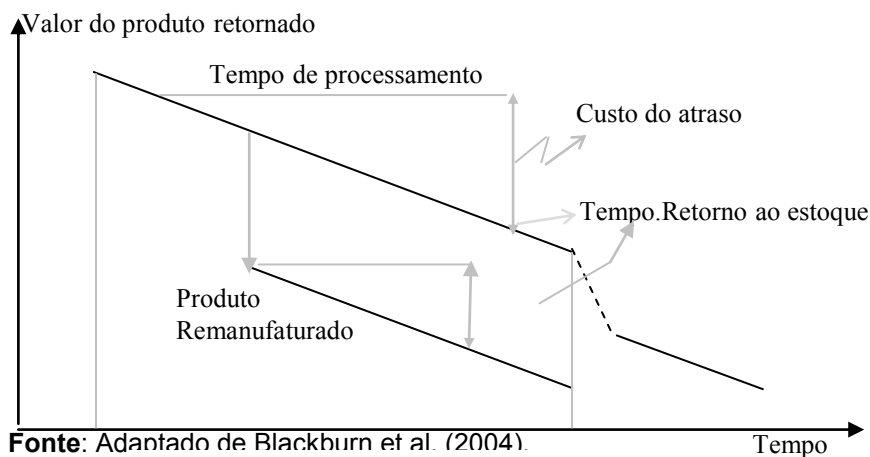 Valor do produto retornado
Tempo de processamento
Custo do atraso
Tempo.Retorno ao estoque
Produto
Remanufaturado
Fonte: Adaptado de Blackburn et al. (2004).
Tempo